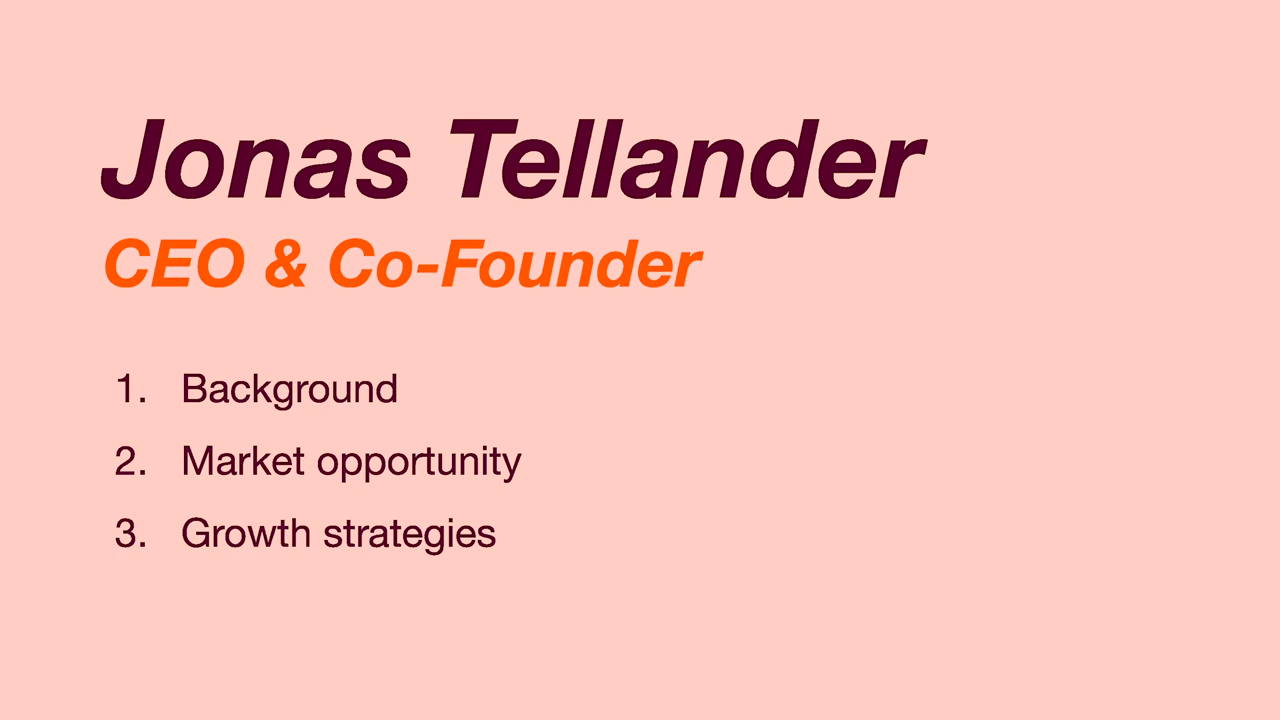 Jonas Tellander
CEO & Co-Founder
1. Background
2. Market opportunity
3. Growth strategies